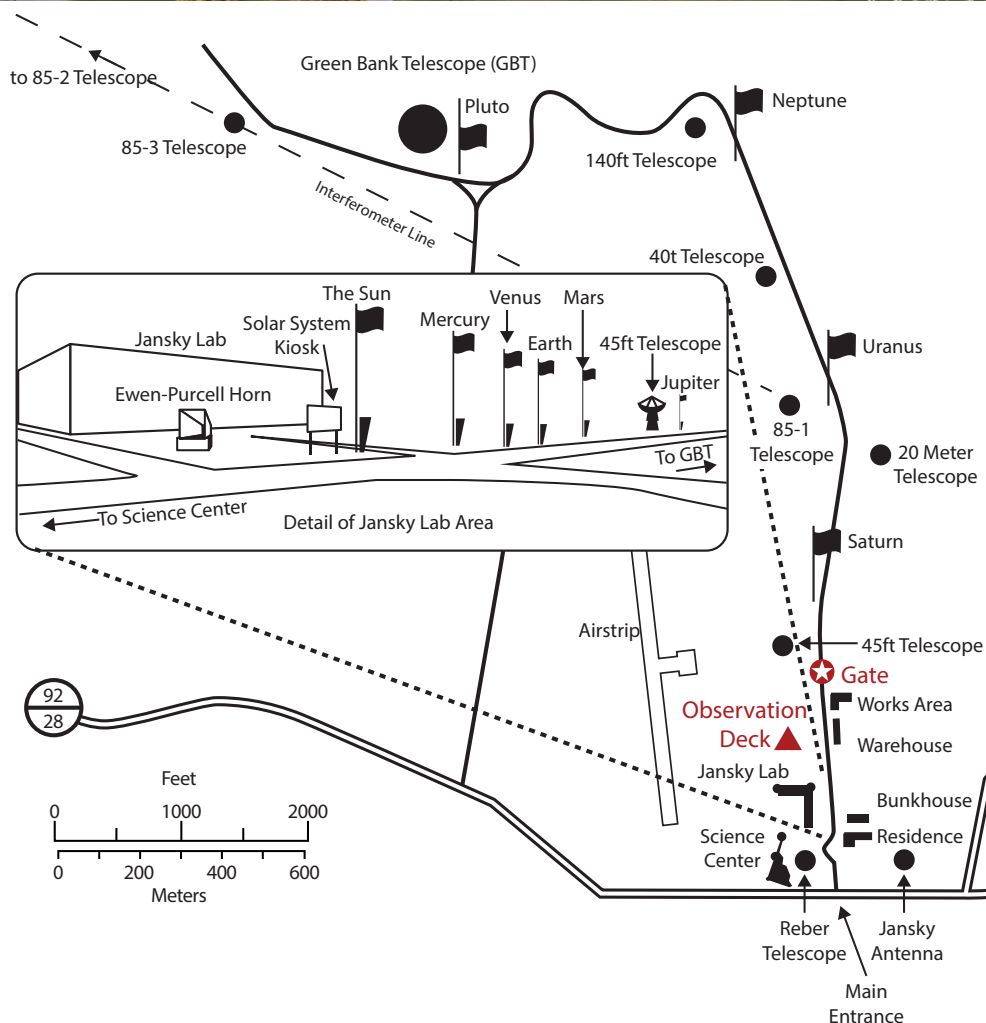 Green Bank Telescope (GBT)
to 85-2 Telescope
Pluto
Neptune
85-3 Telescope
140ft Telescope
Interferometer Line
40t Telescope
The Sun
Venus
Mars
Solar System
Kiosk
Mercury
Jansky Lab
Earth
45ft Telescope
Uranus
Ewen-Purcell Horn
Jupiter
85-1
Telescope
20 Meter
Telescope
To GBT
To Science Center
Detail of Jansky Lab Area
Saturn
Airstrip
45ft Telescope
Gate
92
28
Works Area
Observation
Deck
Warehouse
Jansky Lab
Feet
0 1000 2000
Bunkhouse
Science
Center
Residence
0 200 400 600
Meters
Reber
Telescope
Jansky
Antenna
Main
Entrance